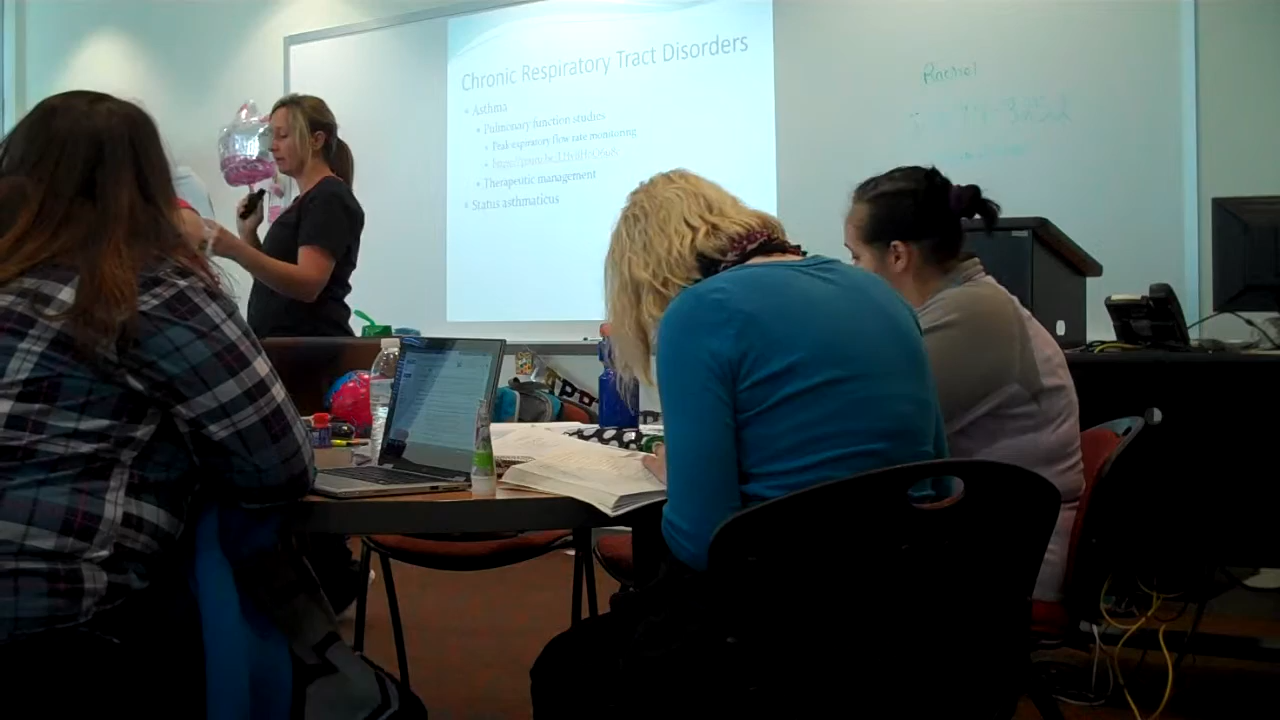 Chronic Respiratory Tract Disorders
Asthma
Pulmonary function studies
Peak expiratory flow rate monitoring
Therapeutic management
Status asthmaticus
Rachel